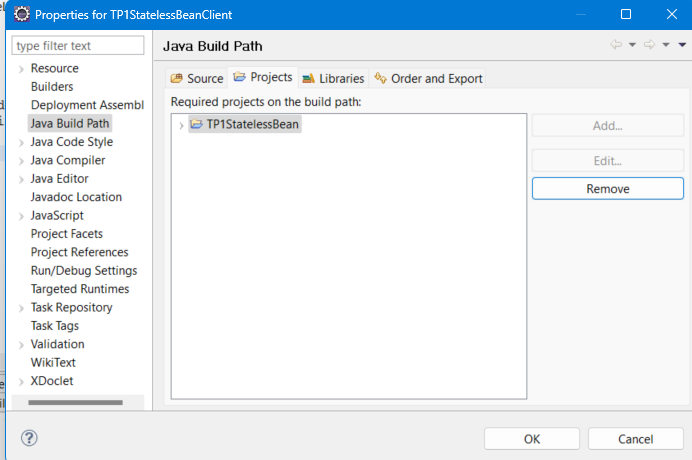 Properties for TP1StatelessBeanClient
type filter text
Java Build Path
Resource
Builders
Deployment Assembl
Java Build Path
Java Code Style
Java Compiler
Java Editor
Javadoc Location
JavaScript
Project Facets
Project References
Run/Debug Settings
Targeted Runtimes
Task Repository
Task Tags
Validation
WikiText
XDoclet
Source Projects Libraries Order and Export
Required projects on the build path:
TP1StatelessBean
Add...
Edit...
Remove
OK Cancel